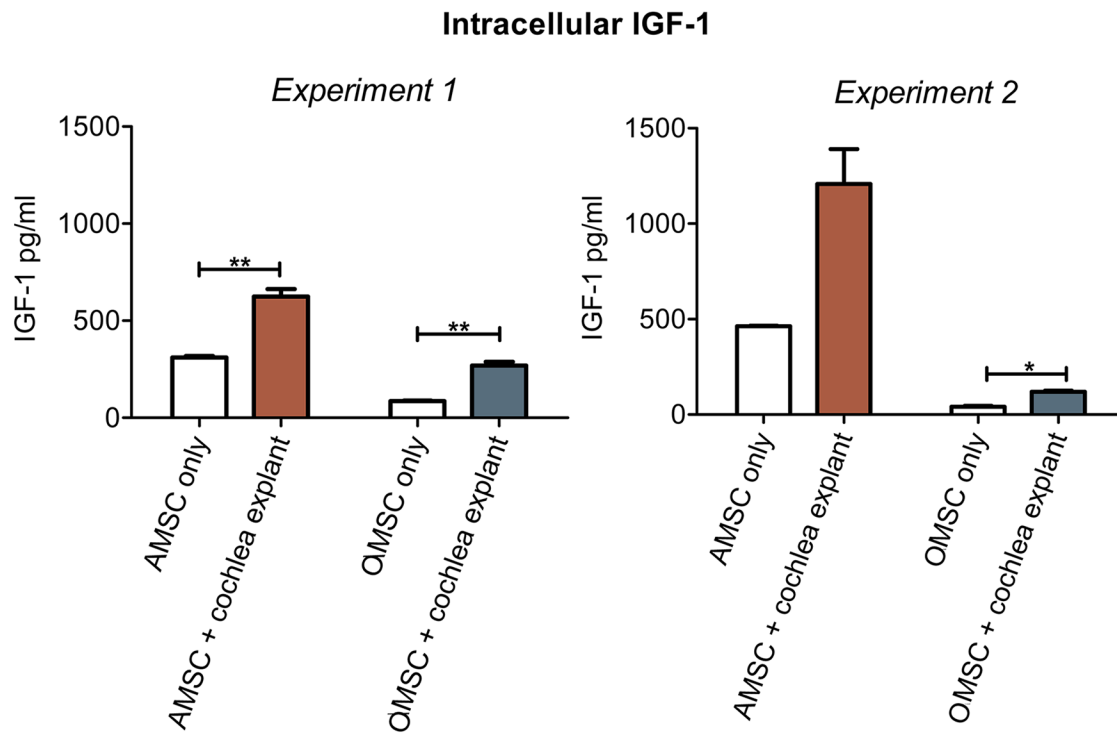 Intracellular IGF-1
Experiment 1
1500
1000
500
0
IGF-1 pg/ml
**
**
AMSC only
AMSC + cochlea explant
OMSC only
OMSC + cochlea explant
Experiment 2
1500
1000
500
0
IGF-1 pg/ml
*
AMSC only
AMSC + cochlea explant
OMSC only
OMSC + cochlea explant